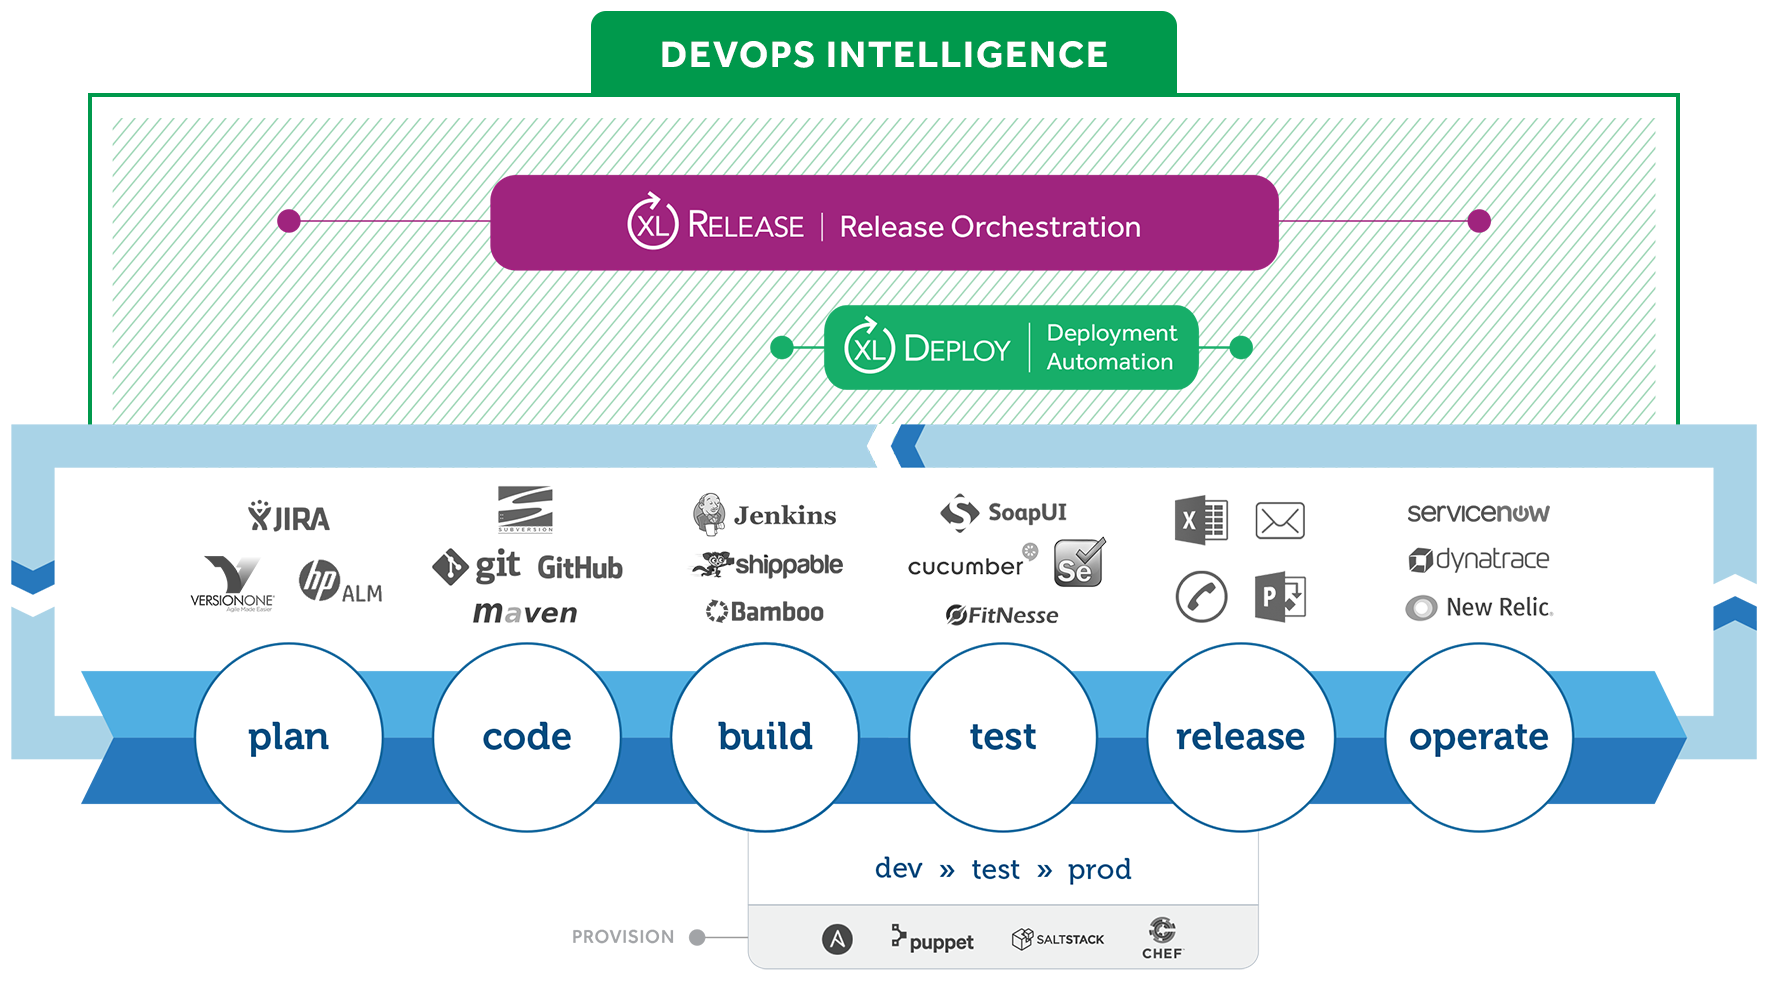 DEVOPS INTELLIGENCE
XL RELEASE | Release Orchestration
XL DEPLOY | Deployment
Automation
JIRA
VERSIONONE
Agile Made Easier
hp ALM
SUBVERSION
git GitHub
maven
Jenkins
shippable
Bamboo
SoapUI
cucumber
Se
FitNesse
X
P
servicenow
dynatrace
New Relic.
plan
code
build
test
release
operate
dev » test » prod
PROVISION
A
puppet
SALTSTACK
CHEF